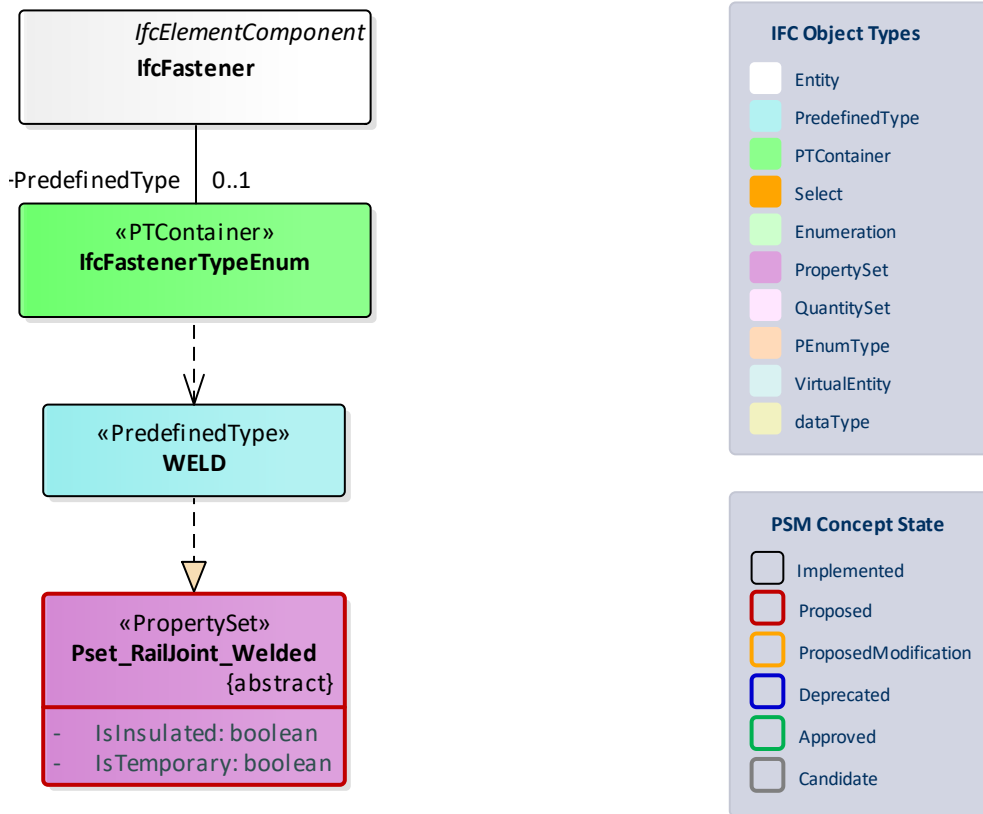 IfcElementComponent
IfcFastener
-PredefinedType 0..1
«PTContainer»
IfcFastenerTypeEnum
«PredefinedType»
WELD
«PropertySet»
Pset_RailJoint_Welded
{abstract}
- IsInsulated: boolean
- IsTemporary: boolean
IFC Object Types
Entity
PredefinedType
PTContainer
Select
Enumeration
PropertySet
QuantitySet
PEnumType
VirtualEntity
dataType
PSM Concept State
Implemented
Proposed
ProposedModification
Deprecated
Approved
Candidate